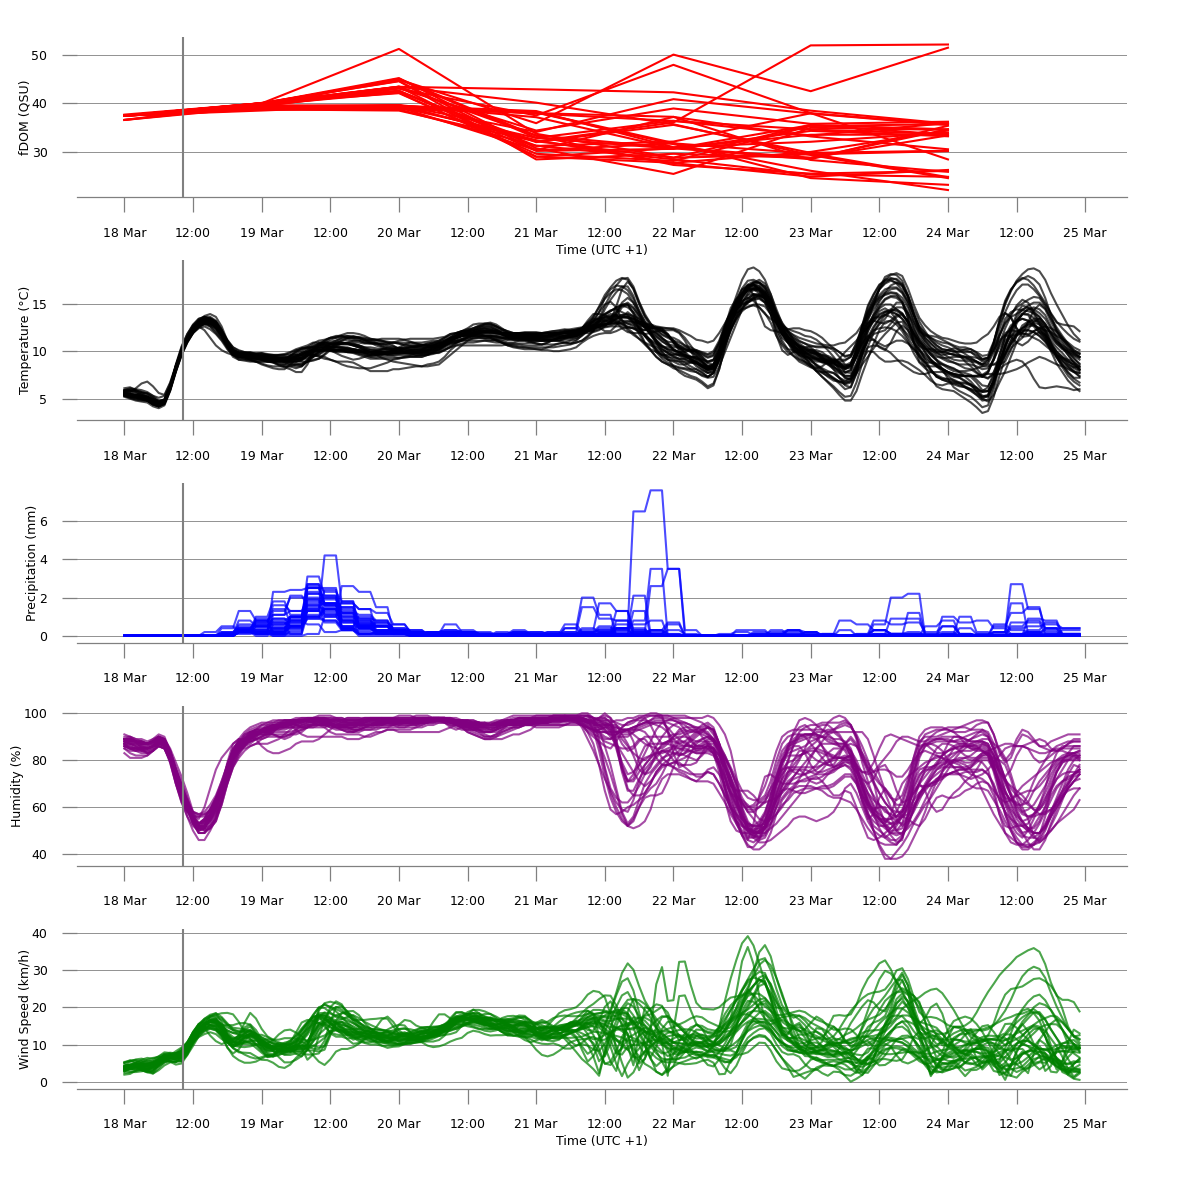 fDOM (QSU)
50
40
30
18 Mar 12:00 19 Mar 12:00 20 Mar 12:00 21 Mar 12:00 22 Mar 12:00 23 Mar 12:00 24 Mar 12:00 25 Mar
Time (UTC +1)
Temperature (°C)
15
10
5
18 Mar 12:00 19 Mar 12:00 20 Mar 12:00 21 Mar 12:00 22 Mar 12:00 23 Mar 12:00 24 Mar 12:00 25 Mar
Precipitation (mm)
6
4
2
0
18 Mar 12:00 19 Mar 12:00 20 Mar 12:00 21 Mar 12:00 22 Mar 12:00 23 Mar 12:00 24 Mar 12:00 25 Mar
Humidity (%)
100
80
60
40
18 Mar 12:00 19 Mar 12:00 20 Mar 12:00 21 Mar 12:00 22 Mar 12:00 23 Mar 12:00 24 Mar 12:00 25 Mar
Wind Speed (km/h)
40
30
20
10
0
18 Mar 12:00 19 Mar 12:00 20 Mar 12:00 21 Mar 12:00 22 Mar 12:00 23 Mar 12:00 24 Mar 12:00 25 Mar
Time (UTC +1)